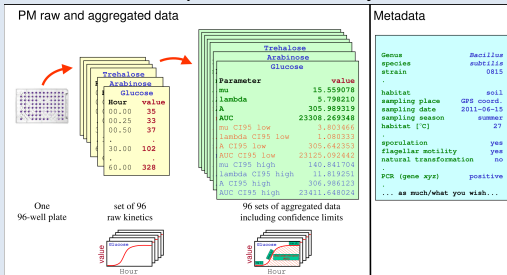 PM raw and aggregated data
Metadata
Trehalose
Arabinose
Glucose
Hour value
00.00 35
00.25 33
00.50 37
.
30.00 102
. .
60.00 328
Trehalose
Arabinose
Glucose
Parameter value
mu 15.559078
lambda 5.798210
A 305.989319
AUC 23308.269348
mu CI95 low 3.803466
lambda CI95 low 1.080333
A CI95 low 305.642353
AUC CI95 low 23125.092442
mu CI95 high 140.841704
lambda CI95 high 11.819251
A CI95 high 306.986123
AUC CI95 high 23411.648024
Genus Bacillus
species subtilis
strain 0815
.
habitat soil
sampling place GPS coord.
sampling date 2011-06-15
sampling season summer
habitat [°C] 27
.
sporulation yes
flagellar motility yes
natural transformation no
.
PCR (gene xyz) positive
.
... as much/what you wish...
One
96-well plate
set of 96
raw kinetics
96 sets of aggregated data
including confidence limits
Glucose
value
Hour
Glucose
value
Hour